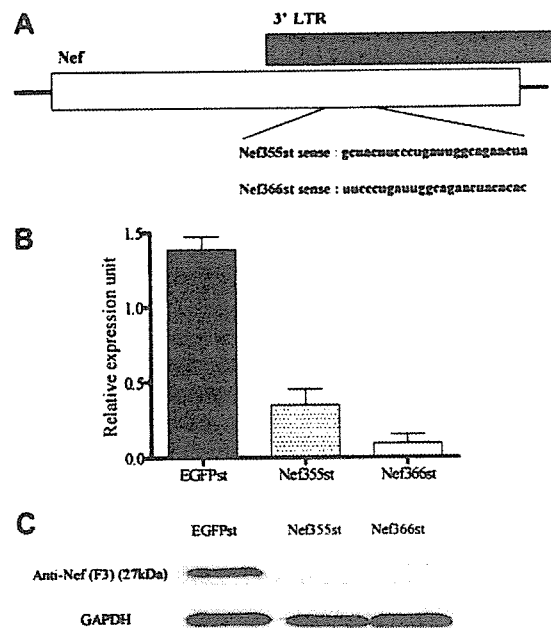 A
3' LTR
Nef
Nef355st sense : gcuacuucccugauuggcagaacua
Nef366st sense : uucccugauuggcagaacuacacac
B
Relative expression unit
1.5
1.0
0.5
0.0
EGFPst
Nef355st
Nef366st
C
EGFPst Nef355st Nef366st
Anti-Nef (F3) (27kDa)
GAPDH